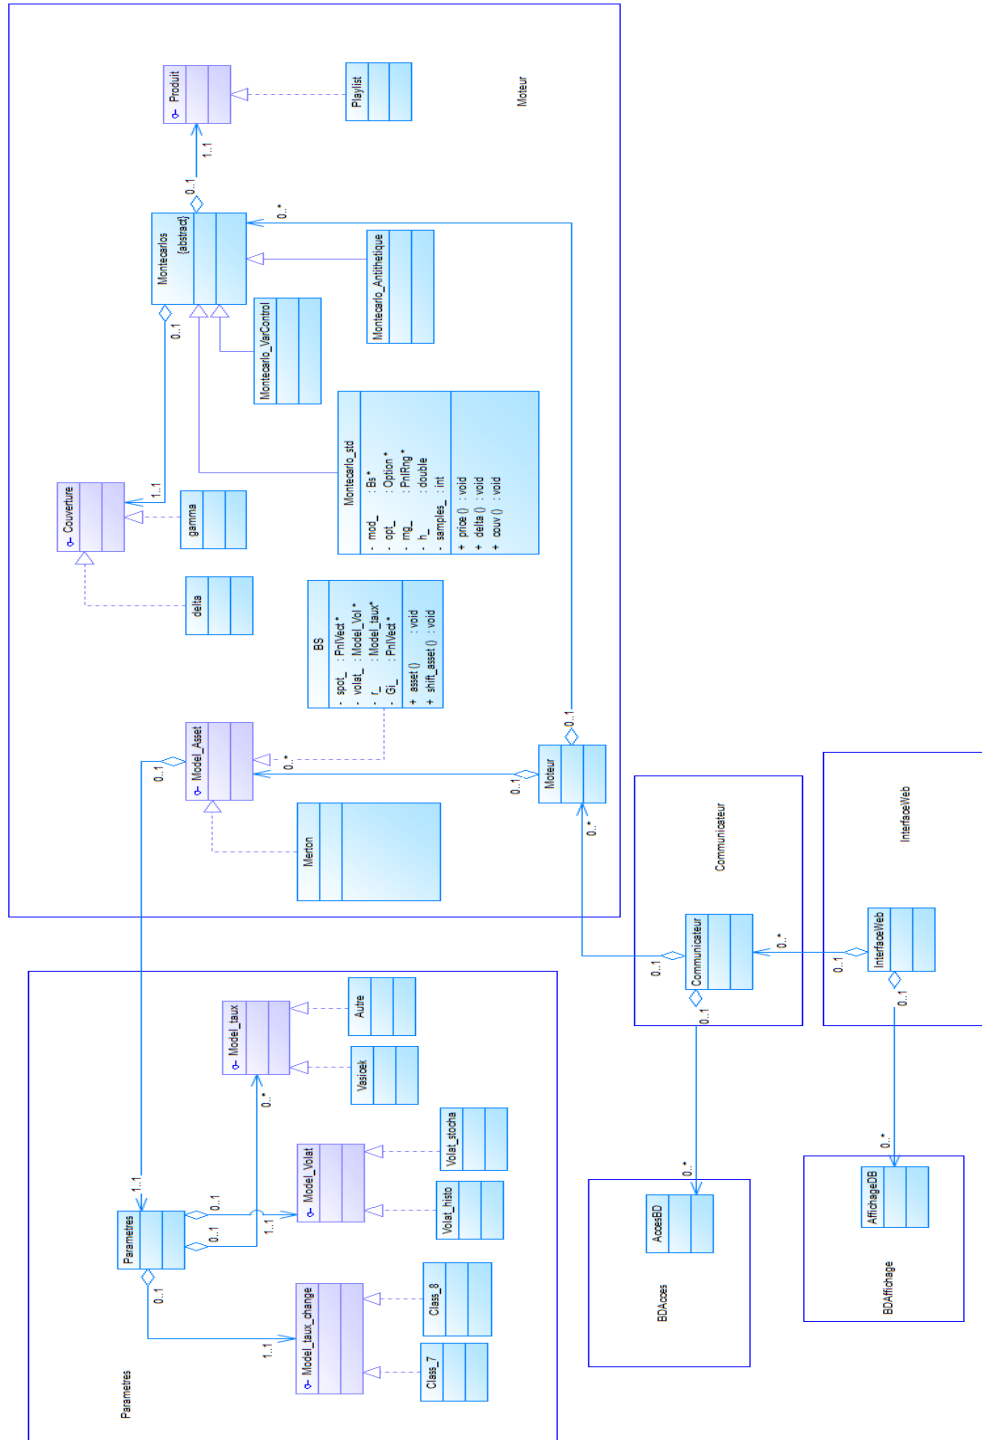 Produit
Playlist
Moteur
1..1
0..1
Montecarlos
{abstract}
0..*
0..1
Montecarlo_Antithetique
Montecarlo_VarControl
Montecarlo_std
- mod_ : Bs *
- opt_ : Option *
- rng_ : PnlRng *
- h_ : double
- samples_ : int
+ price () : void
+ delta () : void
+ couv () : void
Couverture
1..1
gamma
delta
BS
- spot_ : PnlVect *
- volat_ : Model_Vol *
- r_ : Model_taux*
- Gi_ : PnlVect *
+ asset () : void
+ shift_asset () : void
Model_Asset
0..1
0..*
Merton
0..1
0..1
Moteur
0..*
Communicateur
0..1
Communicateur
0..1
0..*
InterfaceWeb
0..1
InterfaceWeb
0..1
Model_taux
0..*
Autre
Vasicek
Model_Volat
1..1
Volat_stocha
Volat_histo
1..1
Parametres
0..1
0..1
0..1
Model_taux_change
1..1
Class_8
Class_7
Parametres
0..*
AccesBD
BDAcces
0..*
AffichageDB
BDAffichage